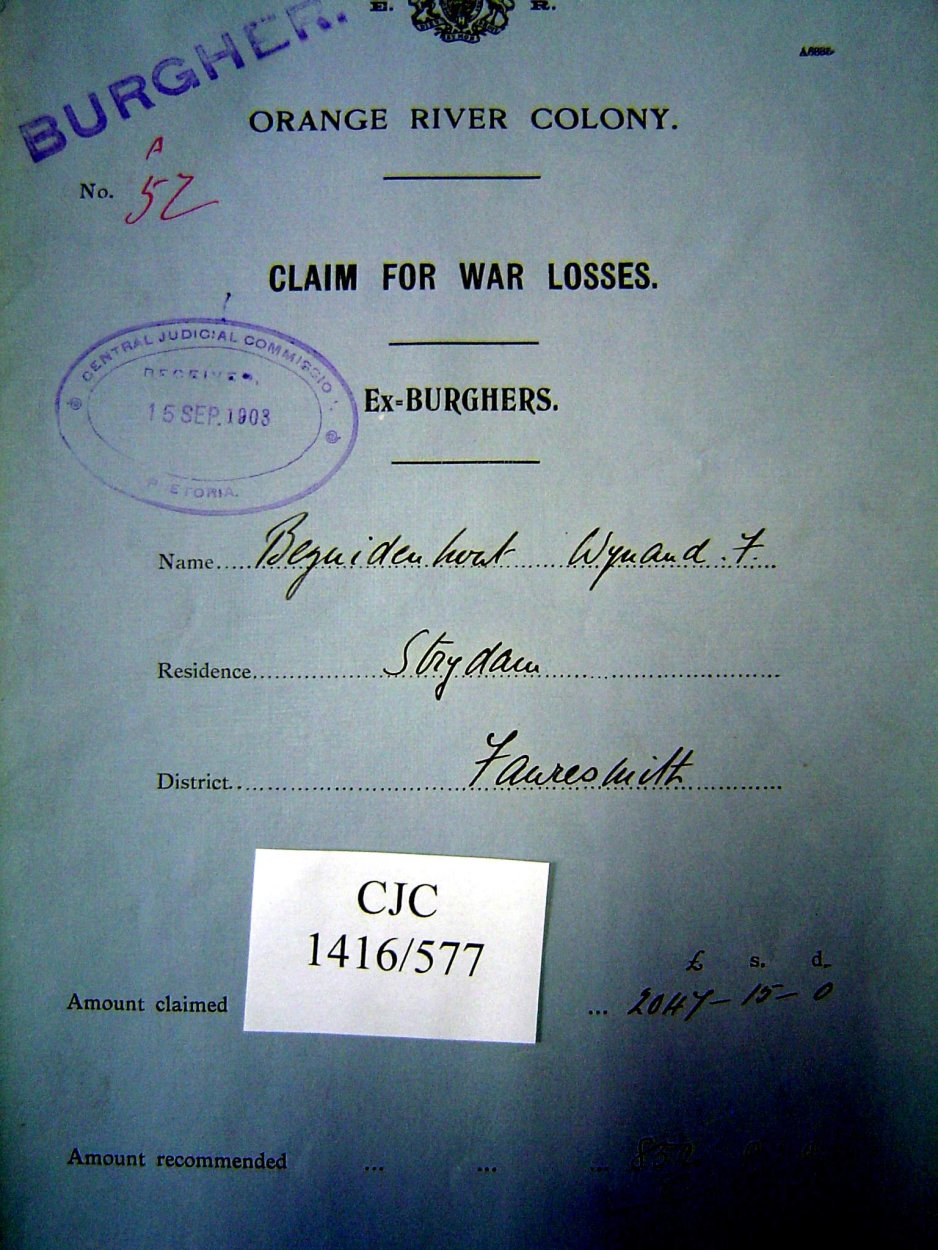 E. R.
BURGHER.
A6885
ORANGE RIVER COLONY.
A
No. 52
CLAIM FOR WAR LOSSES.
CENTRAL JUDICIAL COMMISSION
RECEIVED,
15 SEP. 1903
PRETORIA.
Ex-BURGHERS.
Name Bezuidenhout Wynand. F.
Residence Strydam
District Fauresmith
CJC
1416/577
£ s. d.
Amount claimed ... 2047-15-0
Amount recommended ... ... ...